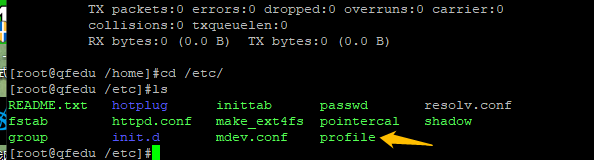 TX packets:0 errors:0 dropped:0 overruns:0 carrier:0
collisions:0 txqueuelen:0
RX bytes:0 (0.0 B)  TX bytes:0 (0.0 B)
[root@qfedu /home]#cd /etc/
[root@qfedu /etc]#ls
README.txt hotplug inittab passwd resolv.conf
fstab httpd.conf make_ext4fs pointercal shadow
group init.d mdev.conf profile
[root@qfedu /etc]#